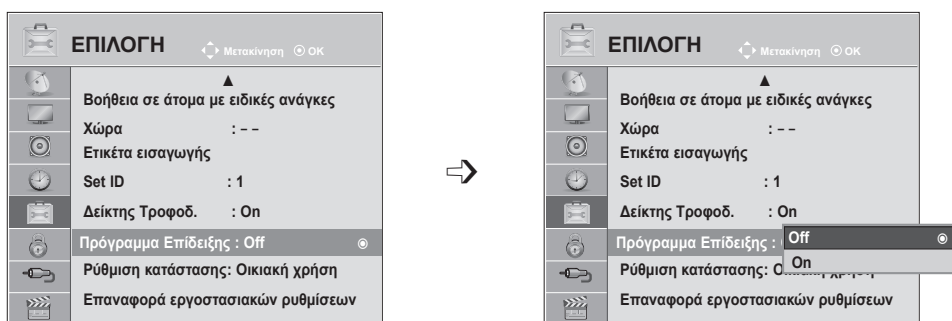 ΕΠΙΛΟΓΗ Μετακίνηση OK
Βοήθεια σε άτομα με ειδικές ανάγκες
Χώρα : – –
Ετικέτα εισαγωγής
Set ID : 1
Δείκτης Τροφοδ. : On
Πρόγραμμα Επίδειξης : Off
Ρύθμιση κατάστασης: Οικιακή χρήση
Επαναφορά εργοστασιακών ρυθμίσεων
ΕΠΙΛΟΓΗ Μετακίνηση OK
Βοήθεια σε άτομα με ειδικές ανάγκες
Χώρα : – –
Ετικέτα εισαγωγής
Set ID : 1
Δείκτης Τροφοδ. : On
Πρόγραμμα Επίδειξης :
Off
On
Ρύθμιση κατάστασης: Οικιακή χρήση
Επαναφορά εργοστασιακών ρυθμίσεων